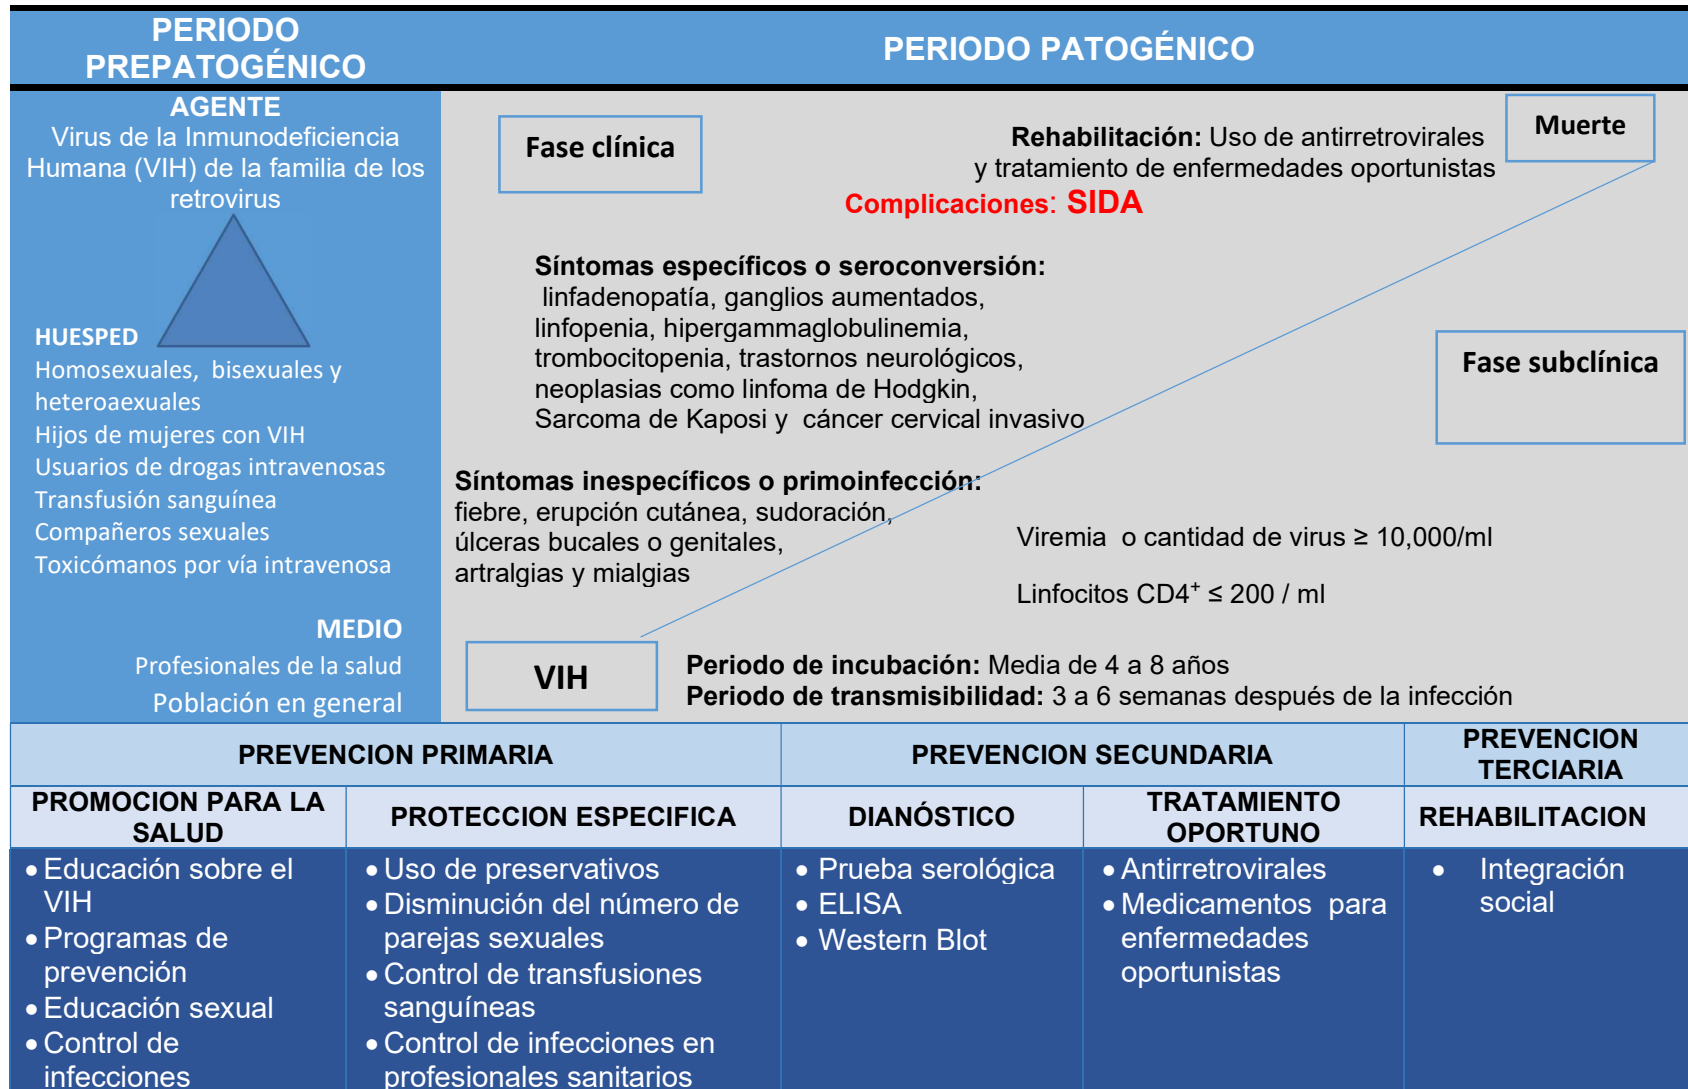 PERIODO
PREPATOGÉNICO
PERIODO PATOGÉNICO
AGENTE
Virus de la Inmunodeficiencia
Humana (VIH) de la familia de los
retrovirus
HUESPED
Homosexuales, bisexuales y
heteroaexuales
Hijos de mujeres con VIH
Usuarios de drogas intravenosas
Transfusión sanguínea
Compañeros sexuales
Toxicómanos por vía intravenosa
MEDIO
Profesionales de la salud
Población en general
Fase clínica
Rehabilitación: Uso de antirretrovirales
y tratamiento de enfermedades oportunistas
Muerte
Complicaciones: SIDA
Síntomas específicos o seroconversión:
linfadenopatía, ganglios aumentados,
linfopenia, hipergammaglobulinemia,
trombocitopenia, trastornos neurológicos,
neoplasias como linfoma de Hodgkin,
Sarcoma de Kaposi y cáncer cervical invasivo
Fase subclínica
Síntomas inespecíficos o primoinfección:
fiebre, erupción cutánea, sudoración,
úlceras bucales o genitales,
artralgias y mialgias
Viremia o cantidad de virus ≥ 10,000/ml
Linfocitos CD4⁺ ≤ 200 / ml
VIH
Periodo de incubación: Media de 4 a 8 años
Periodo de transmisibilidad: 3 a 6 semanas después de la infección
PREVENCION PRIMARIA
PREVENCION SECUNDARIA
PREVENCION
TERCIARIA
PROMOCION PARA LA
SALUD
PROTECCION ESPECIFICA
DIANÓSTICO
TRATAMIENTO
OPORTUNO
REHABILITACION
• Educación sobre el
VIH
• Programas de
prevención
• Educación sexual
• Control de
infecciones
• Uso de preservativos
• Disminución del número de
parejas sexuales
• Control de transfusiones
sanguíneas
• Control de infecciones en
profesionales sanitarios
• Prueba serológica
• ELISA
• Western Blot
• Antirretrovirales
• Medicamentos para
enfermedades
oportunistas
• Integración
social